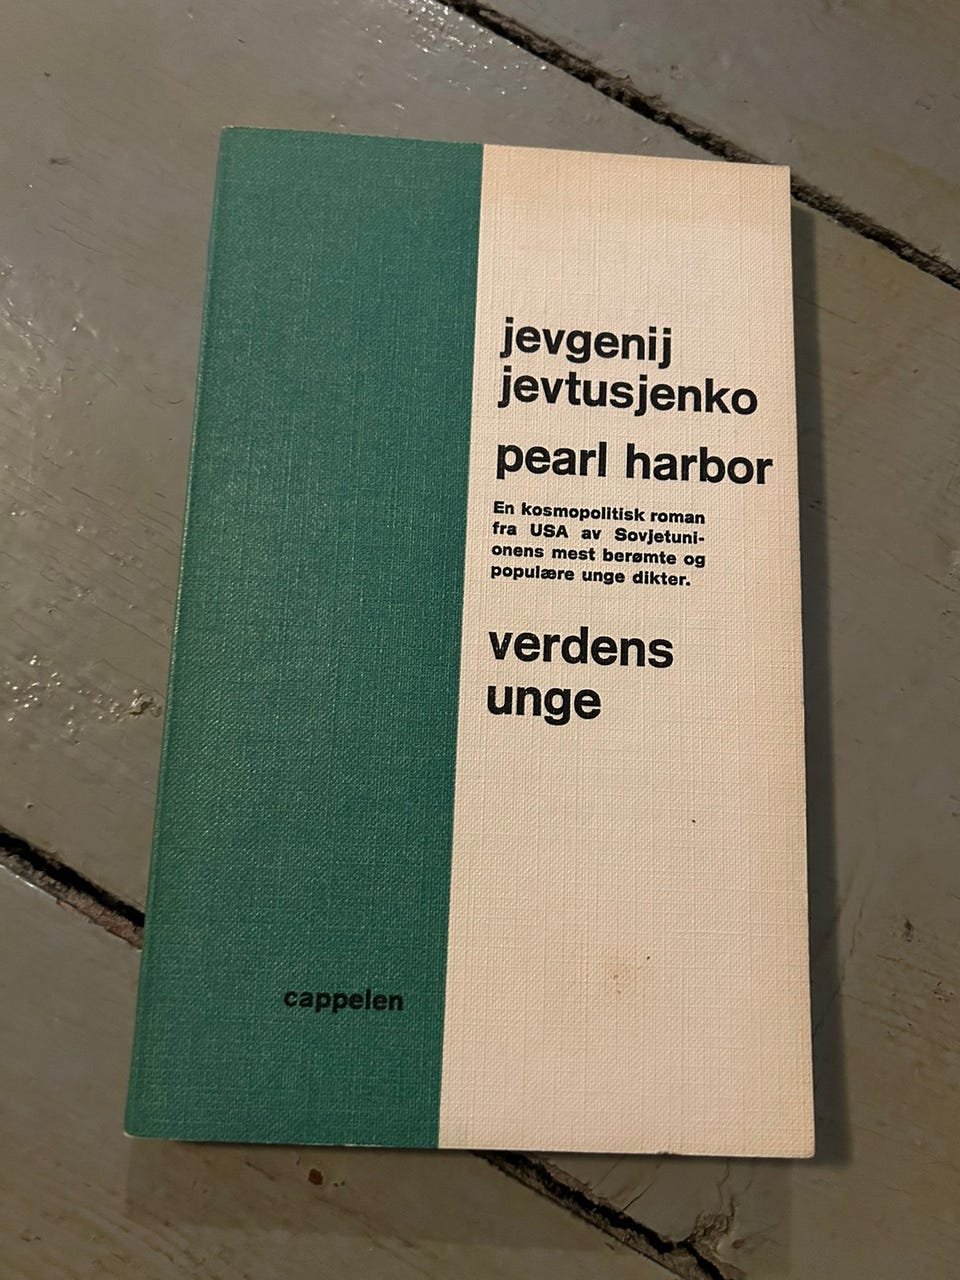 jevgenij
jevtusjenko
pearl harbor
En kosmopolitisk roman
fra USA av Sovjetuni-
onens mest berømte og
populære unge dikter.
verdens
unge
cappelen